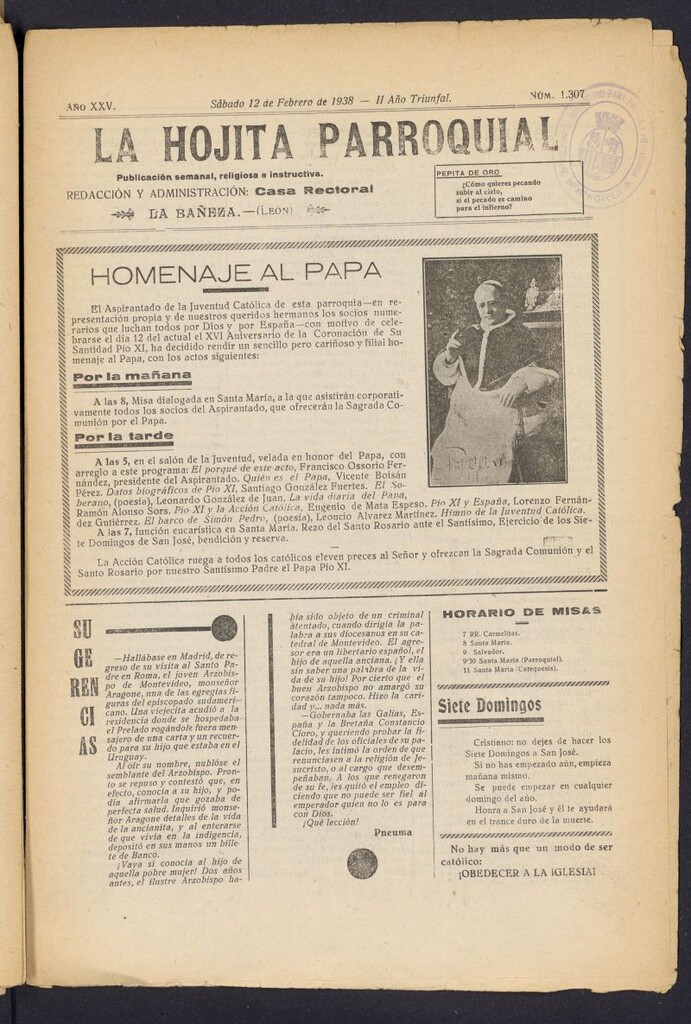 AÑO XXV.
Sábado 12 de Febrero de 1938 — II Año Triunfal.
NÚM. 1.307
LA HOJITA PARROQUIAL
Publicación semanal, religiosa e instructiva.
REDACCIÓN Y ADMINISTRACIÓN: Casa Rectoral
LA BAÑEZA.—(LEÓN)
PEPITA DE ORO
¿Cómo quieres pecando
subir al cielo,
si el pecado es camino
para el infierno?
HOMENAJE AL PAPA
El Aspirantado de la Juventud Católica de esta parroquia—en re-
presentación propia y de nuestros queridos hermanos los socios nume-
rarios que luchan todos por Dios y por España—con motivo de cele-
brarse el día 12 del actual el XVI Aniversario de la Coronación de Su
Santidad Pío XI, ha decidido rendir un sencillo pero cariñoso y filial ho-
menaje al Papa, con los actos siguientes:
Por la mañana
A las 8, Misa dialogada en Santa María, a la que asistirán corporati-
vamente todos los socios del Aspirantado, que ofrecerán la Sagrada Co-
munión por el Papa.
Por la tarde
A las 5, en el salón de la Juventud, velada en honor del Papa, con
arreglo a este programa: El porqué de este acto, Francisco Ossorio Fer-
nández, presidente del Aspirantado. Quién es el Papa, Vicente Boisán
Pérez. Datos biográficos de Pío XI, Santiago González Fuertes. El So-
berano, (poesía), Leonardo González de Juan, La vida diaria del Papa,
Ramón Alonso Sors. Pío XI y la Acción Católica, Eugenio de Mata Espeso. Pío XI y España, Lorenzo Fernán-
dez Gutiérrez. El barco de Simón Pedro, (poesía), Leoncio Alvarez Martínez. Himno de la Juventud Católica.
A las 7, función eucarística en Santa María. Rezo del Santo Rosario ante el Santísimo, Ejercicio de los Sie-
te Domingos de San José, bendición y reserva.
La Acción Católica ruega a todos los católicos eleven preces al Señor y ofrezcan la Sagrada Comunión y el
Santo Rosario por nuestro Santísimo Padre el Papa Pío XI.
SU
GE
REN
CI
AS
—Hallábase en Madrid, de re-
greso de su visita al Santo Pa-
dre en Roma, el joven Arzobis-
po de Montevideo, monseñor
Aragone, una de las egregias fi-
guras del episcopado sudameri-
cano. Una viejecita acudió a la
residencia donde se hospedaba
el Prelado rogándole fuera men-
sajero de una carta y un recuer-
do para su hijo que estaba en el
Uruguay.
Al oir su nombre, nublóse el
semblante del Arzobispo. Pron-
to se repuso y contestó que, en
efecto, conocía a su hijo, y po-
día afirmarla que gozaba de
perfecta salud. Inquirió monse-
ñor Aragone detalles de la vida
de la ancianita, y al enterarse
de que vivía en la indigencia,
depositó en sus manos un bille-
te de Banco.
¡Vaya si conocía al hijo de
aquella pobre mujer! Dos años
antes, el ilustre Arzobispo ha-
bía sido objeto de un criminal
atentado, cuando dirigía la pa-
labra a sus diocesanos en su ca-
tedral de Montevideo. El agre-
sor era un libertario español, el
hijo de aquella anciana. ¡Y ella
sin saber una palabra de la vi-
da de su hijo! Por cierto que el
buen Arzobispo no amargó su
corazón tampoco. Hizo la cari-
dad y... nada más.
—Gobernaba las Galias, Es-
paña y la Bretaña Constancio
Cloro, y queriendo probar la fi-
delidad de los oficiales de su pa-
lacio, les intimó la orden de que
renunciasen a la religión de Je-
sucristo, o al cargo que desem-
peñaban. A los que renegaron
de su fe, les quitó el empleo di-
ciendo que no puede ser fiel al
emperador quien no lo es para
con Dios.
¡Qué lección!
Pneuma
HORARIO DE MISAS
7 RR. Carmelitas.
8 Santa María.
9 Salvador.
9'30 Santa María (Parroquial).
11 Santa María (Catequesis).
Siete Domingos
Cristiano: no dejes de hacer los
Siete Domingos a San José.
Si no has empezado aún, empieza
mañana mismo.
Se puede empezar en cualquier
domingo del año.
Honra a San José y él te ayudará
en el trance duro de la muerte.
No hay más que un modo de ser
católico:
¡OBEDECER A LA IGLESIA!